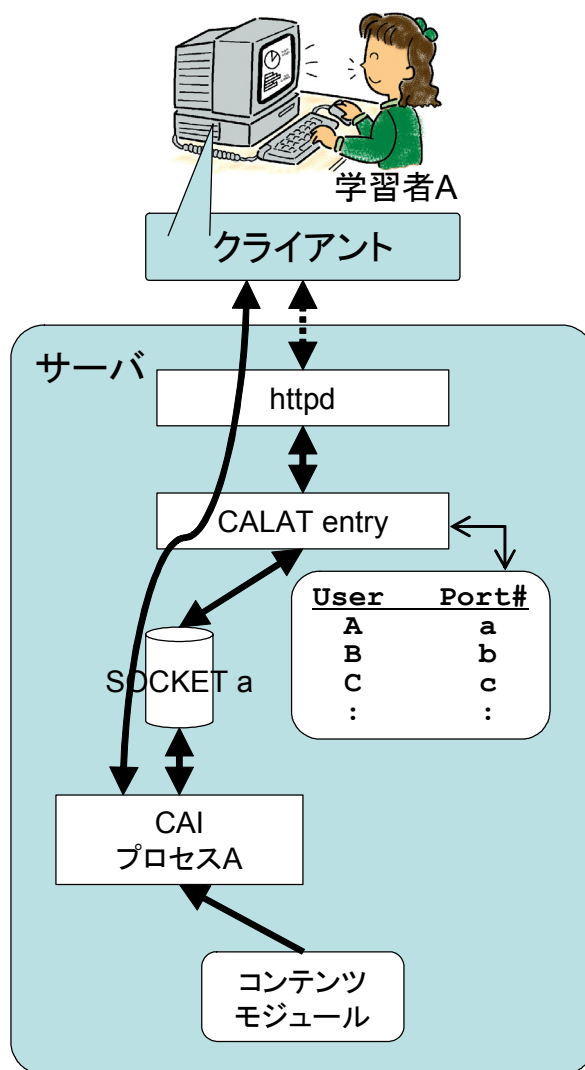 学習者A
クライアント
サーバ
httpd
CALAT entry
User Port#
A a
B b
C c
: :
SOCKET a
CAI
プロセスA
コンテンツ
モジュール